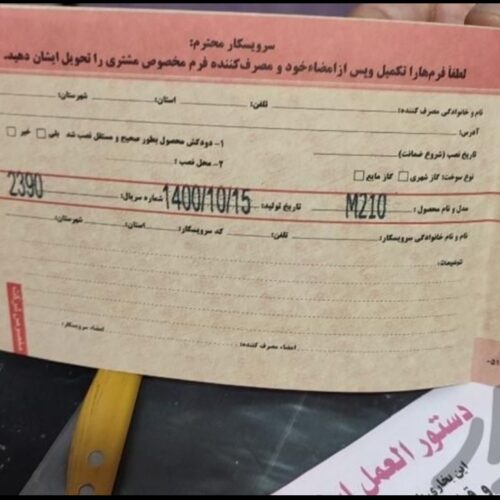 سرویسکار محترم:
لطفاً فرم‌ها را تکمیل و پس از امضاء خود و مصرف‌کننده فرم مخصوص مشتری را تحویل ایشان دهید.
نام و خانوادگی مصرف کننده: تلفن: استان: شهرستان:
آدرس:
تاریخ نصب (شروع ضمانت) ۱- دودکش محصول بطور صحیح و مستقل نصب شد بلی خیر
نوع سوخت: گاز شهری گاز مایع ۲- محل نصب:
مدل و نام محصول: M210 تاریخ تولید: 1400/10/15 شماره سریال: 2390
نام و نام خانوادگی سرویسکار: تلفن: کد سرویسکار: استان: شهرستان:
توضیحات:
امضاء مصرف کننده: امضاء سرویسکار:
مخصوص شرکت
دستور العمل
این بخاری